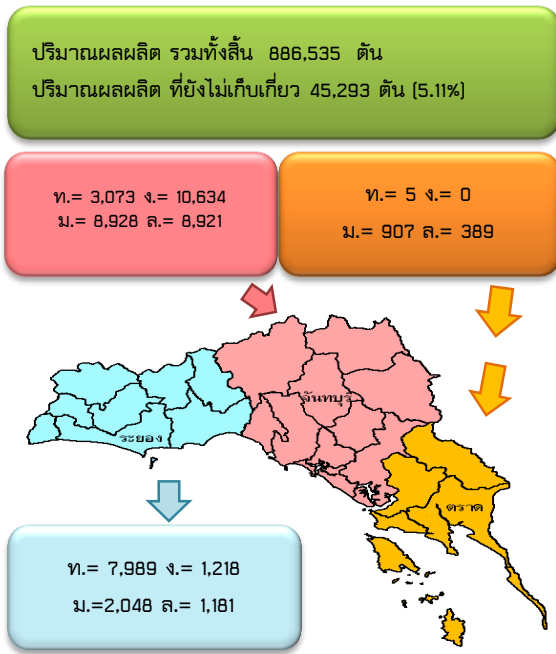 ปริมาณผลผลิต รวมทั้งสิ้น 886,535 ตัน
ปริมาณผลผลิต ที่ยังไม่เก็บเกี่ยว 45,293 ตัน (5.11%)
ท.= 3,073 ง.= 10,634
ม.= 8,928 ล.= 8,921
ท.= 5 ง.= 0
ม.= 907 ล.= 389
จันทบุรี
ระยอง
ตราด
ท.= 7,989 ง.= 1,218
ม.=2,048 ล.= 1,181